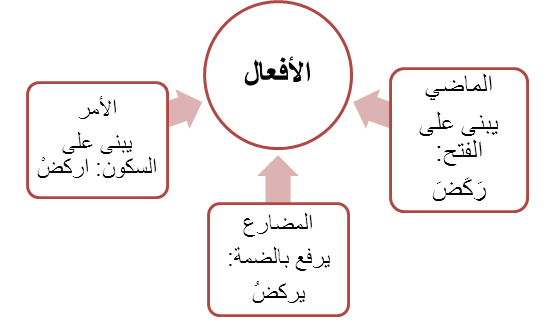 الأفعال
الماضي
يبنى على
الفتح:
رَكَضَ
المضارع
يرفع بالضمة:
يركضُ
الأمر
يبنى على
السكون: اركضْ